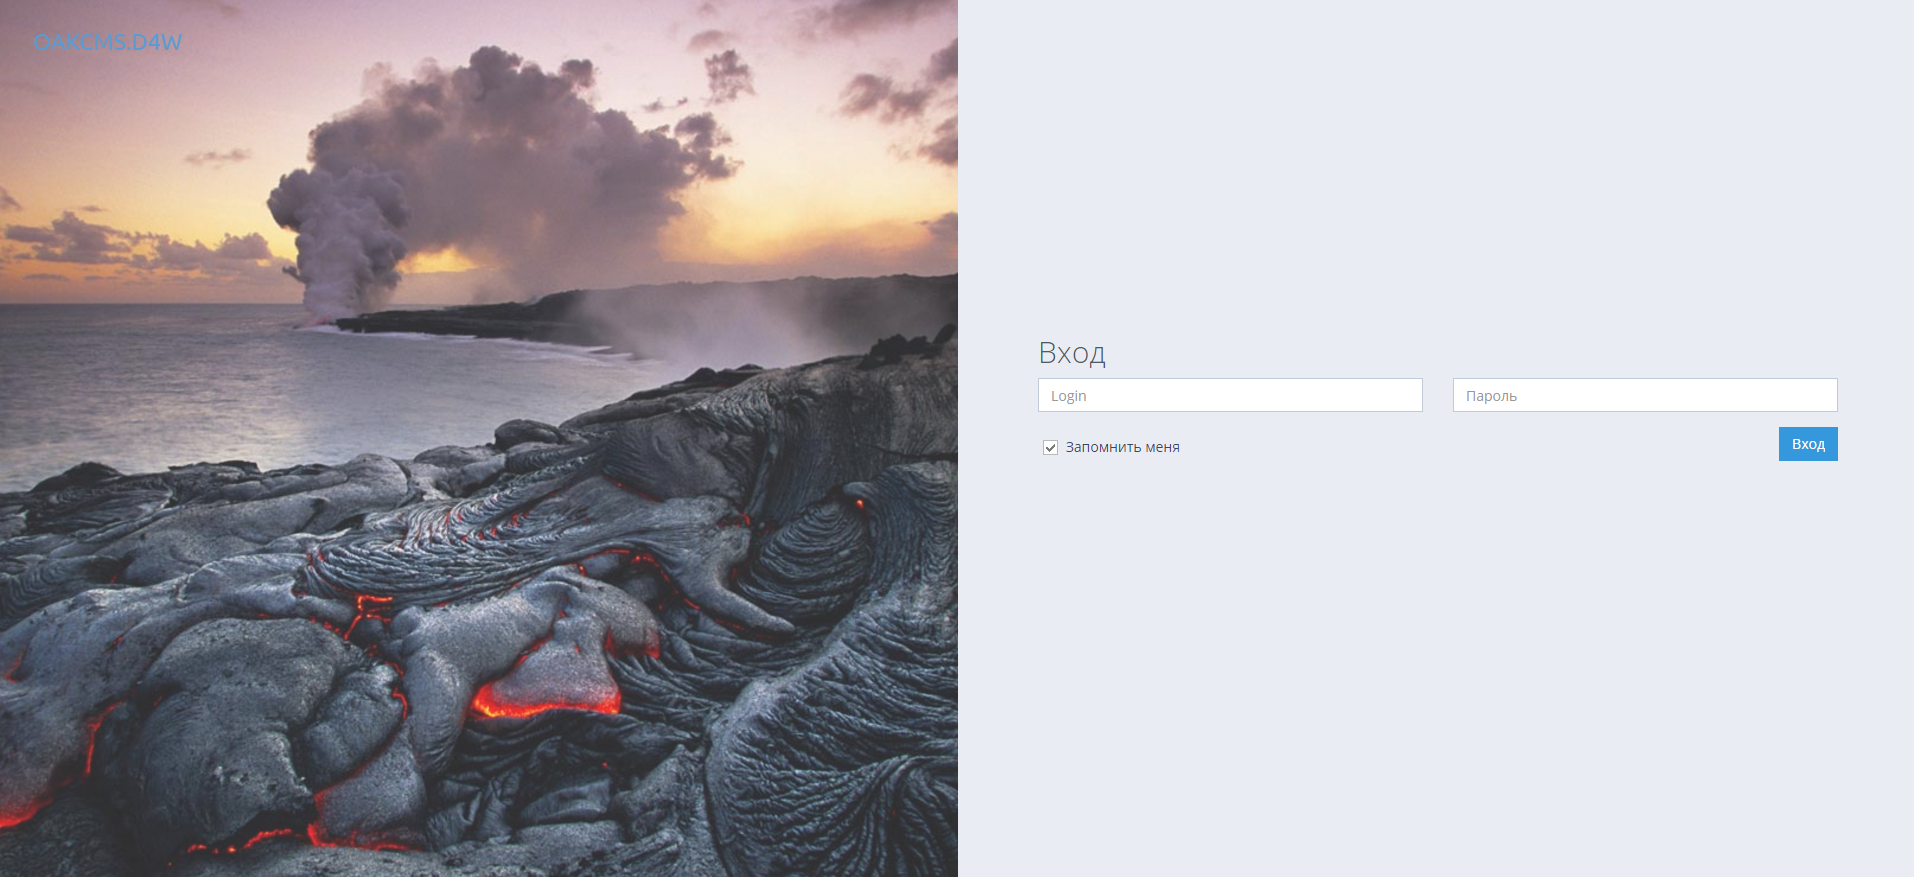 OAKCMS.D4W
Вход
Login
Пароль
Запомнить меня
Вход